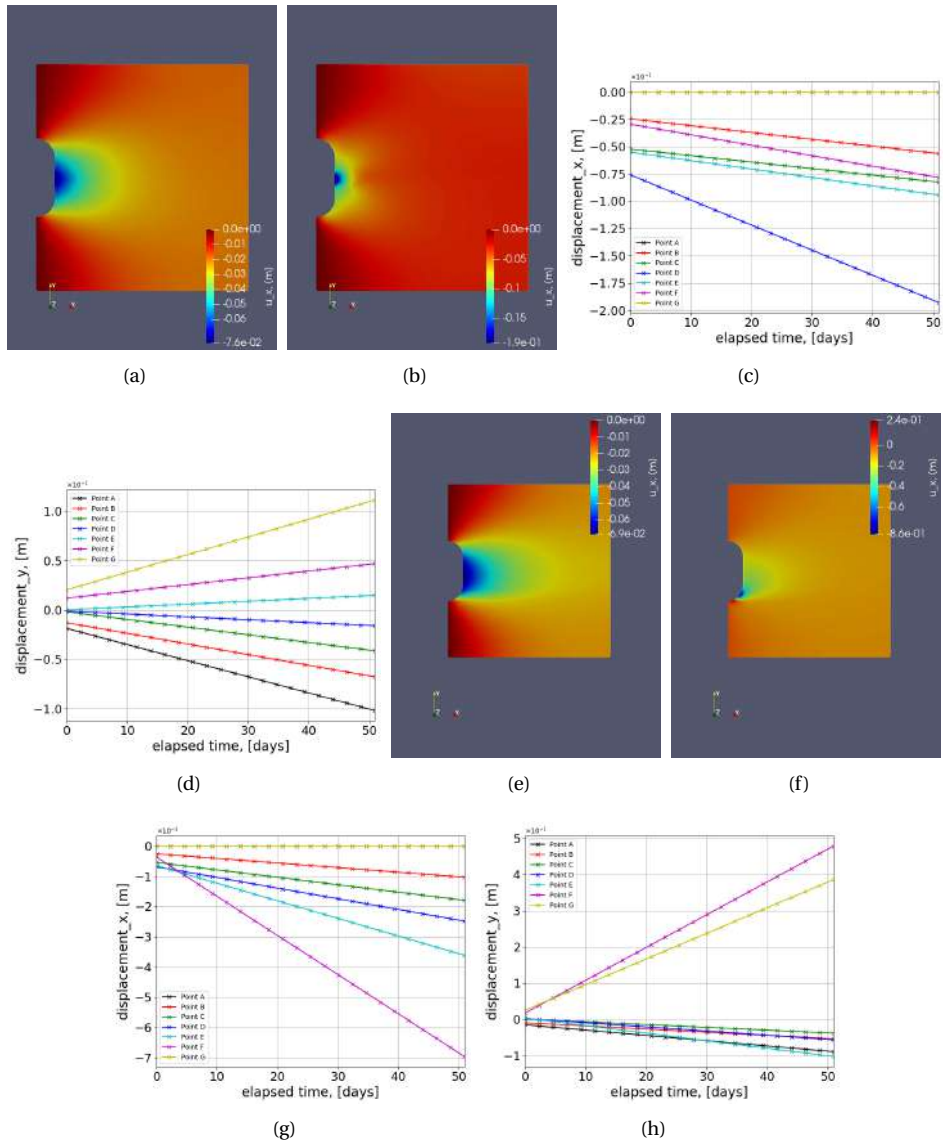 0.0e+00
-0.01
-0.02
-0.03
-0.04
-0.05
-0.06
-7.6e-02
u_x, (m)
+Y
Z X
(a)
0.0e+00
-0.05
-0.1
-0.15
-1.9e-01
u_x, (m)
+Y
Z X
(b)
×10⁻¹
0.00
−0.25
−0.50
−0.75
−1.00
−1.25
−1.50
−1.75
−2.00
displacement_x, [m]
Point A
Point B
Point C
Point D
Point E
Point F
Point G
0 10 20 30 40 50
elapsed time, [days]
(c)
×10⁻¹
1.0
0.5
0.0
−0.5
−1.0
displacement_y, [m]
Point A
Point B
Point C
Point D
Point E
Point F
Point G
0 10 20 30 40 50
elapsed time, [days]
(d)
0.0e+00
-0.01
-0.02
-0.03
-0.04
-0.05
-0.06
-6.9e-02
u_x, (m)
+Y
Z X
(e)
2.4e-01
0
-0.2
-0.4
-0.6
-8.6e-01
u_x, (m)
+Y
Z X
(f)
×10⁻¹
0
−1
−2
−3
−4
−5
−6
−7
displacement_x, [m]
Point A
Point B
Point C
Point D
Point E
Point F
Point G
0 10 20 30 40 50
elapsed time, [days]
(g)
×10⁻¹
5
4
3
2
1
0
−1
displacement_y, [m]
Point A
Point B
Point C
Point D
Point E
Point F
Point G
0 10 20 30 40 50
elapsed time, [days]
(h)